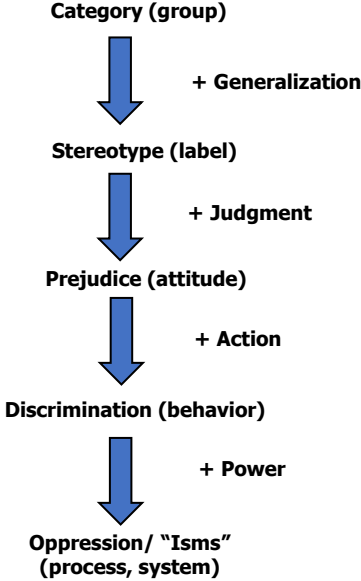 Category (group)
+ Generalization
Stereotype (label)
+ Judgment
Prejudice (attitude)
+ Action
Discrimination (behavior)
+ Power
Oppression/ “Isms”
(process, system)